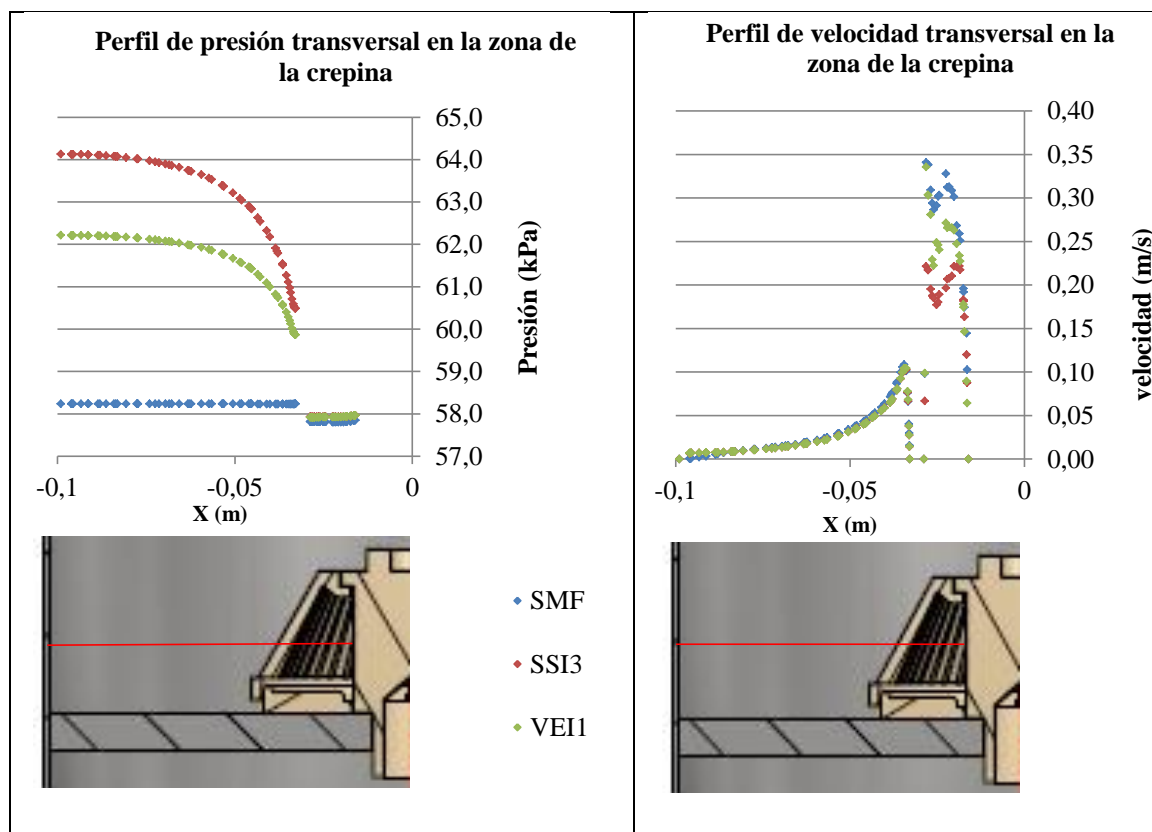 Perfil de presión transversal en la zona de
la crepina
65,0
64,0
63,0
62,0
61,0
60,0
59,0
58,0
57,0
Presión (kPa)
-0,1
-0,05
0
X (m)
SMF
SSI3
VEI1
Perfil de velocidad transversal en la
zona de la crepina
0,40
0,35
0,30
0,25
0,20
0,15
0,10
0,05
0,00
velocidad (m/s)
-0,1
-0,05
0
X (m)